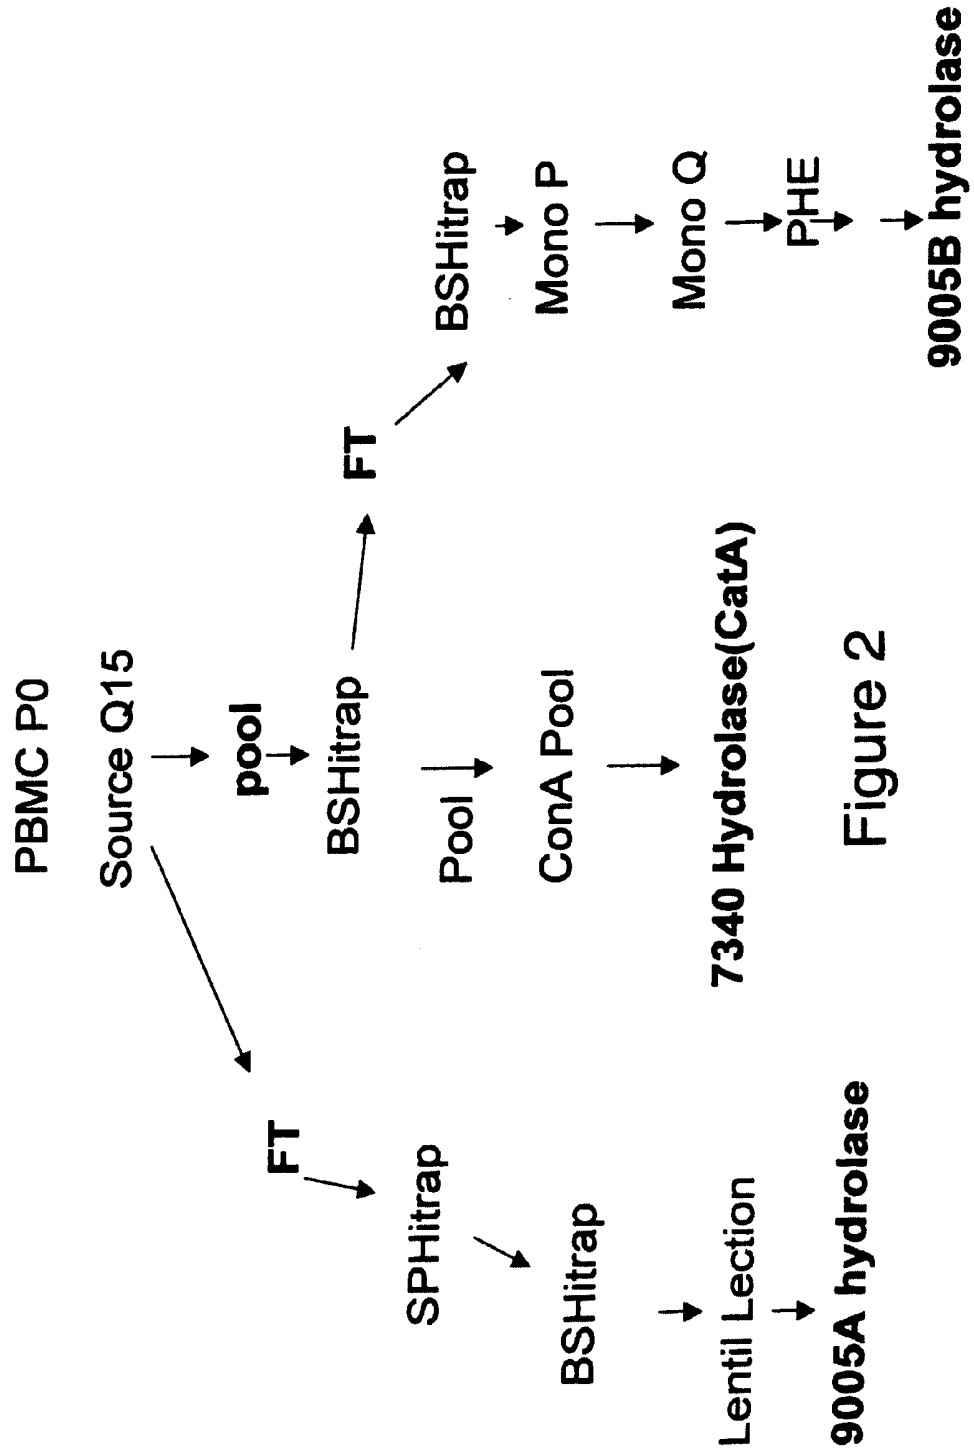 PBMC P0
Source Q15
pool
BSHitrap
FT
SPHitrap
BSHitrap
Lentil Lection
9005A hydrolase
Pool
ConA Pool
7340 Hydrolase(CatA)
FT
BSHitrap
Mono P
Mono Q
PHE
9005B hydrolase
Figure 2